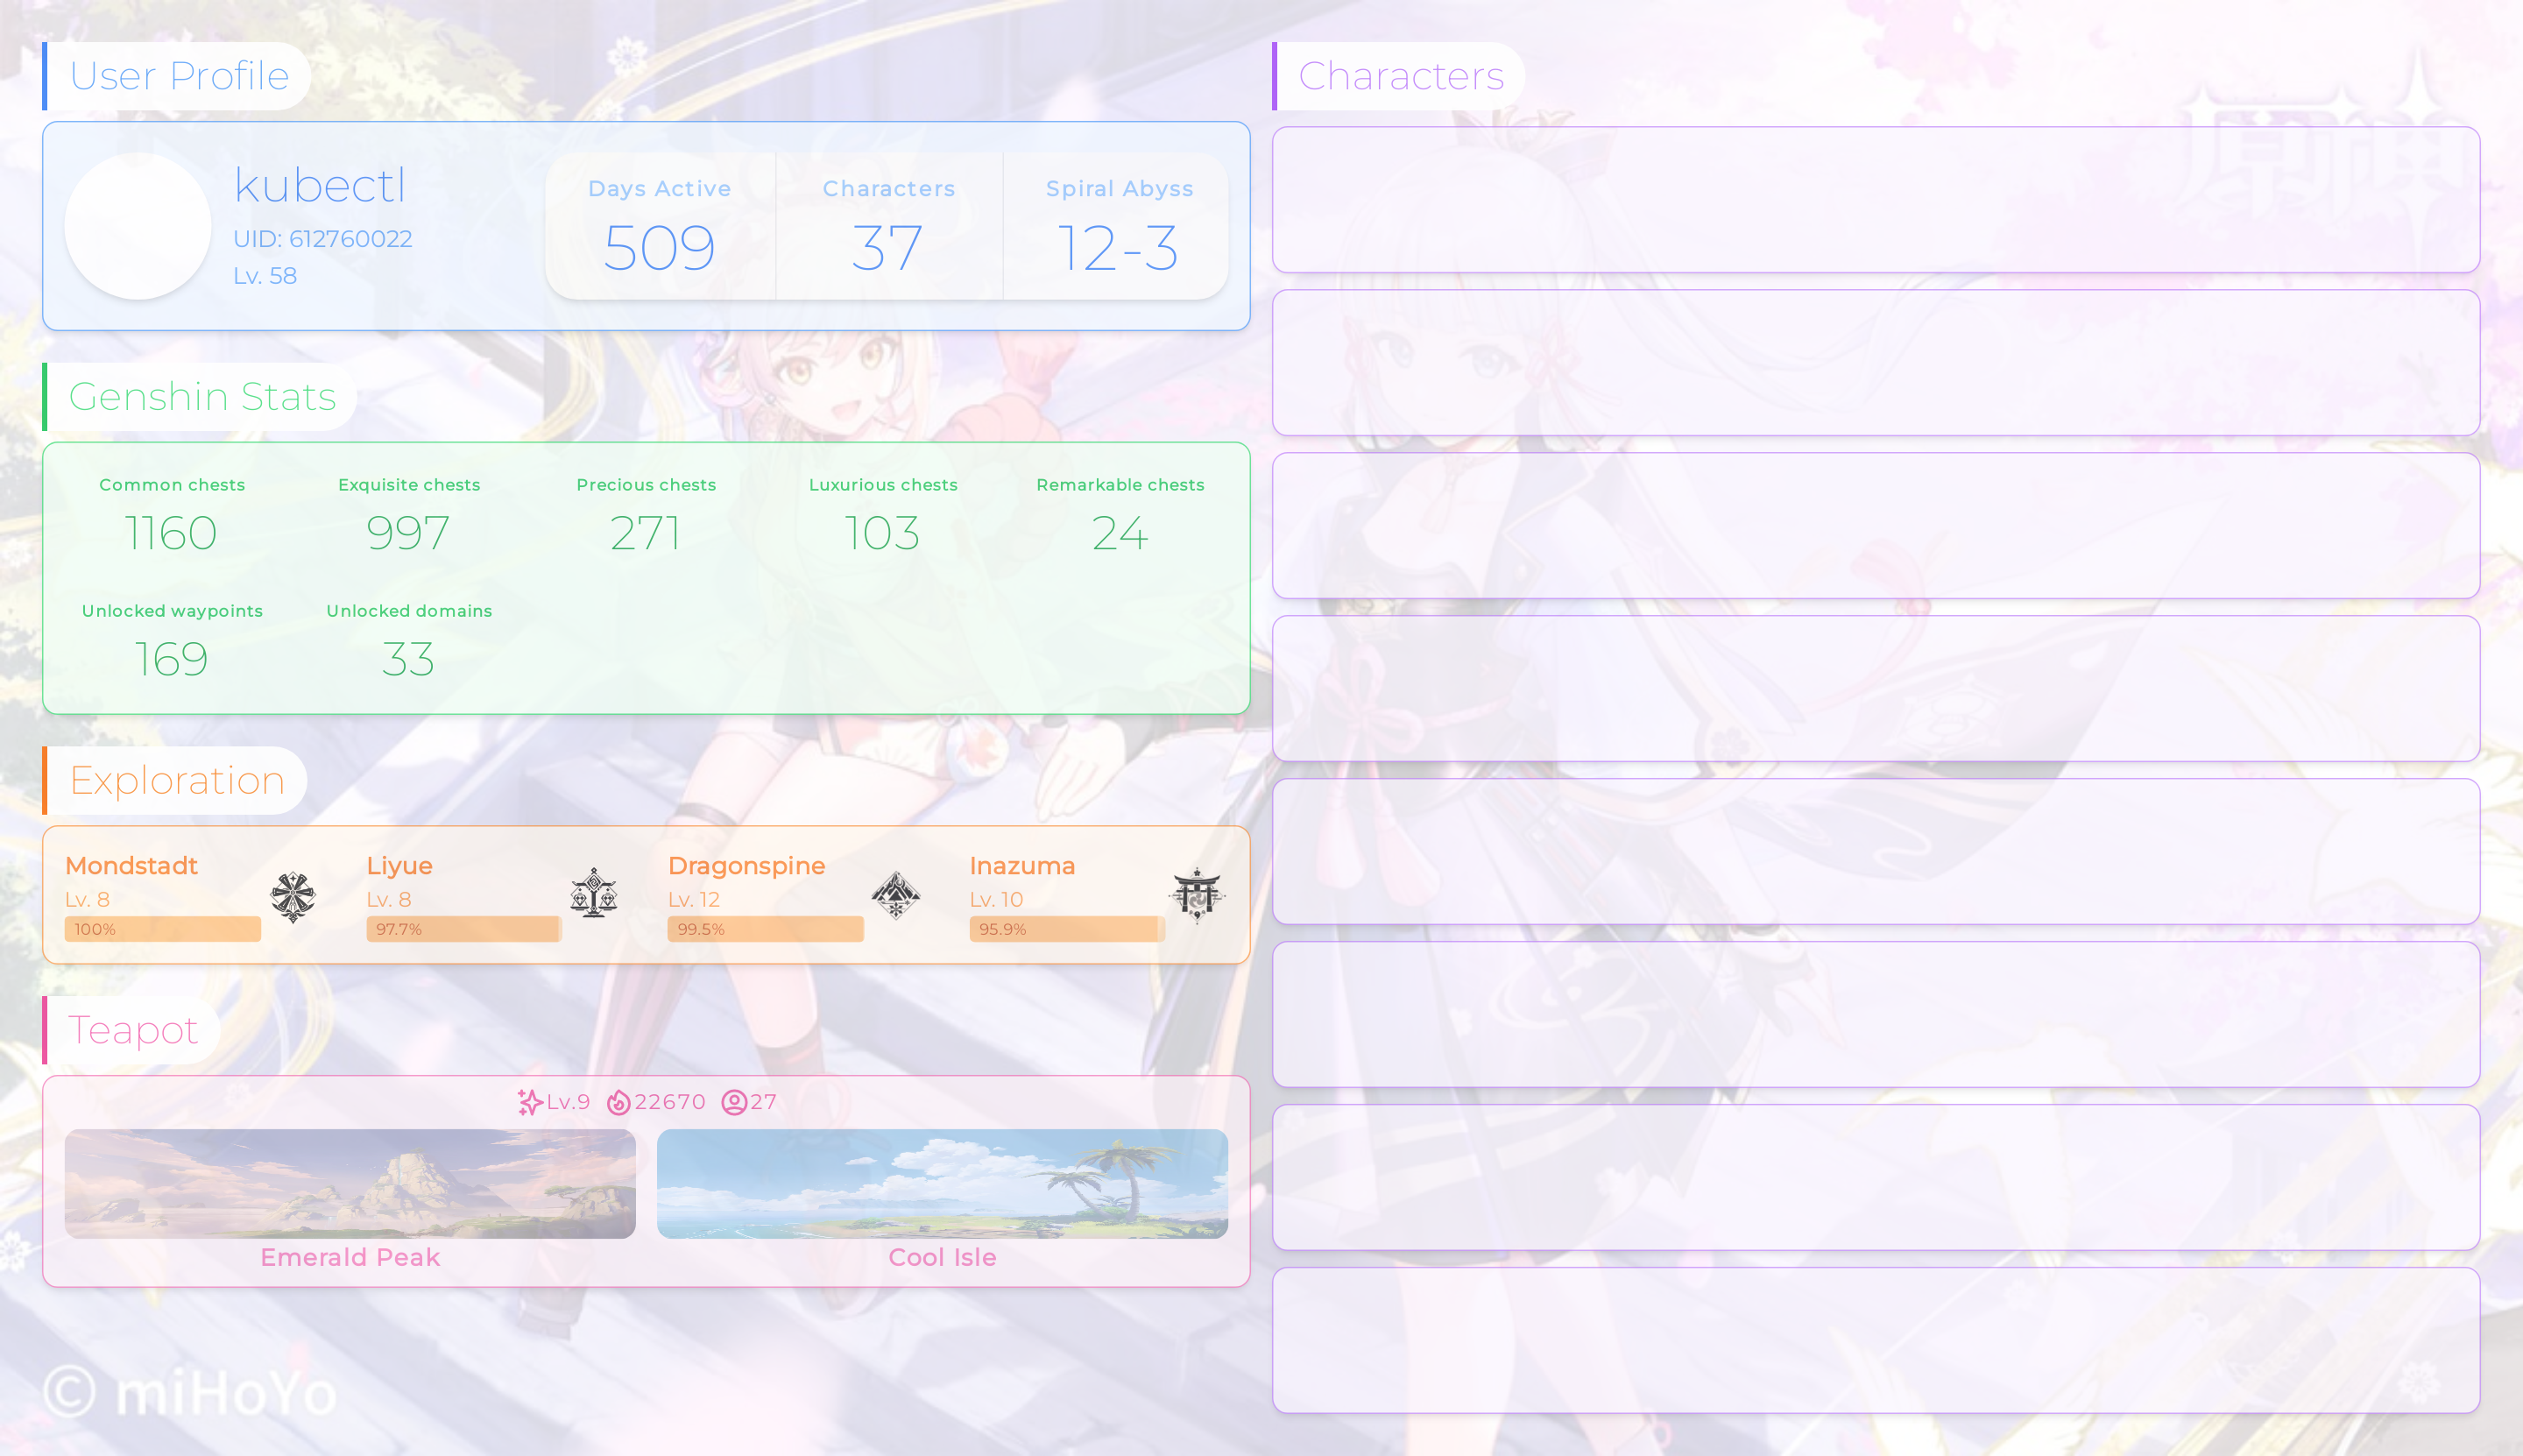 User Profile
kubectl
UID: 612760022
Lv. 58
Days Active
509
Characters
37
Spiral Abyss
12-3
Genshin Stats
Common chests
1160
Exquisite chests
997
Precious chests
271
Luxurious chests
103
Remarkable chests
24
Unlocked waypoints
169
Unlocked domains
33
Exploration
Mondstadt
Lv. 8
100%
Liyue
Lv. 8
97.7%
Dragonspine
Lv. 12
99.5%
Inazuma
Lv. 10
95.9%
Teapot
Lv.9 22670 27
Emerald Peak
Cool Isle
© miHoYo
Characters
原神